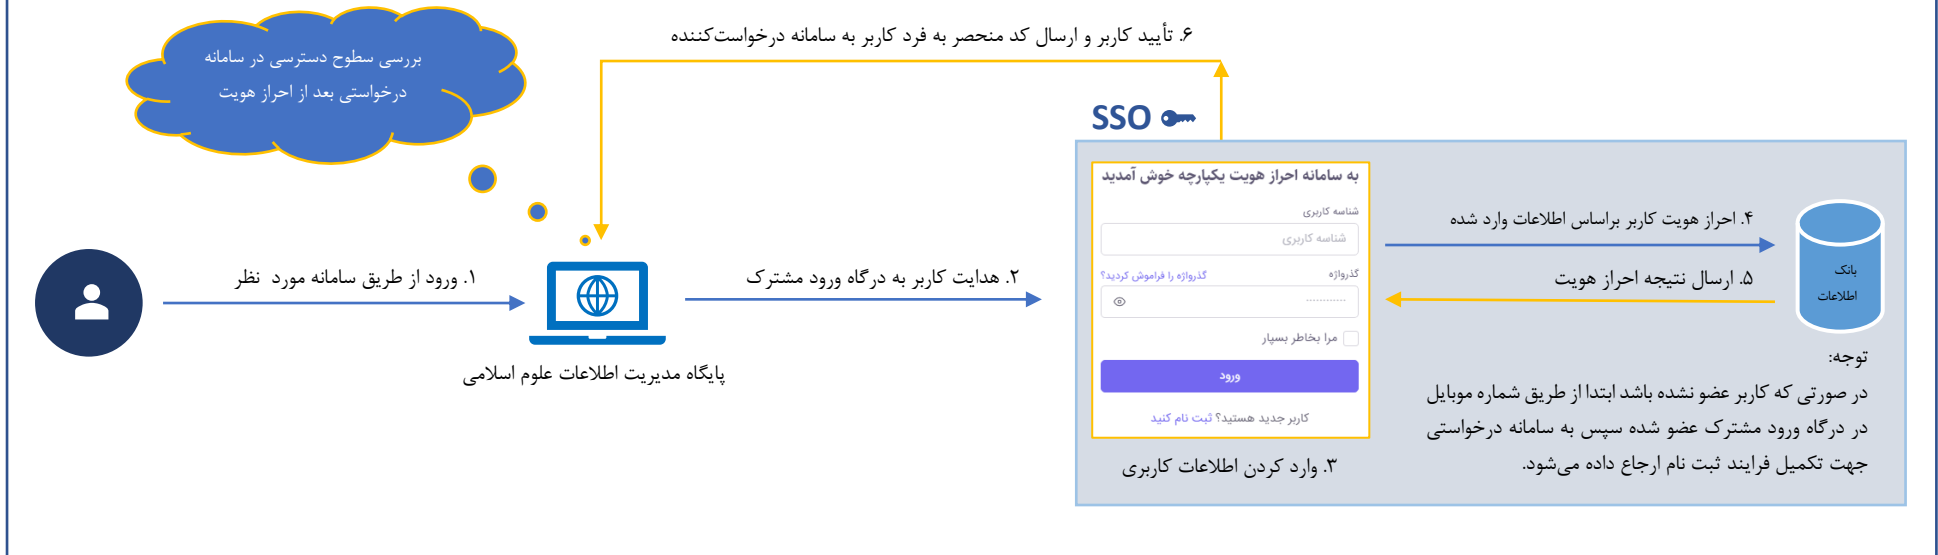 ۶. تأیید کاربر و ارسال کد منحصر به فرد کاربر به سامانه درخواست‌کننده
بررسی سطوح دسترسی در سامانه
درخواستی بعد از احراز هویت
SSO
به سامانه احراز هویت یکپارچه خوش آمدید
شناسه کاربری
شناسه کاربری
گذرواژه
گذرواژه را فراموش کردید؟
............
مرا بخاطر بسپار
ورود
کاربر جدید هستید؟ ثبت نام کنید
۳. وارد کردن اطلاعات کاربری
۴. احراز هویت کاربر براساس اطلاعات وارد شده
۵. ارسال نتیجه احراز هویت
بانک
اطلاعات
توجه:
در صورتی که کاربر عضو نشده باشد ابتدا از طریق شماره موبایل
در درگاه ورود مشترک عضو شده سپس به سامانه درخواستی
جهت تکمیل فرایند ثبت نام ارجاع داده می‌شود.
۲. هدایت کاربر به درگاه ورود مشترک
۱. ورود از طریق سامانه مورد نظر
پایگاه مدیریت اطلاعات علوم اسلامی